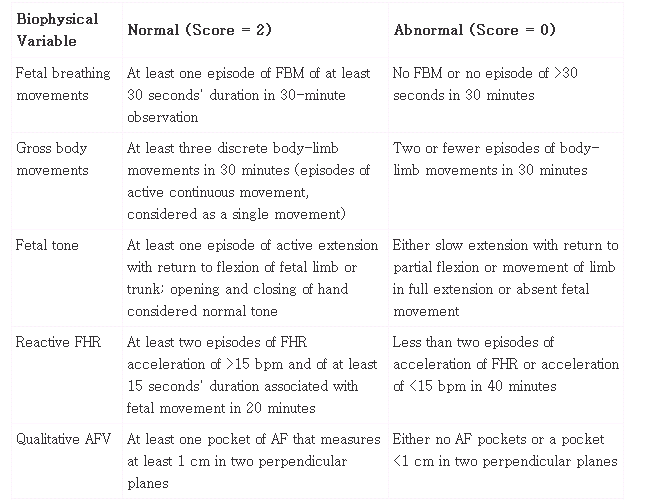 Biophysical
Variable
Normal (Score = 2)
Abnormal (Score = 0)
Fetal breathing
movements
At least one episode of FBM of at least
30 seconds' duration in 30-minute
observation
No FBM or no episode of >30
seconds in 30 minutes
Gross body
movements
At least three discrete body-limb
movements in 30 minutes (episodes of
active continuous movement,
considered as a single movement)
Two or fewer episodes of body-
limb movements in 30 minutes
Fetal tone
At least one episode of active extension
with return to flexion of fetal limb or
trunk; opening and closing of hand
considered normal tone
Either slow extension with return to
partial flexion or movement of limb
in full extension or absent fetal
movement
Reactive FHR
At least two episodes of FHR
acceleration of >15 bpm and of at least
15 seconds' duration associated with
fetal movement in 20 minutes
Less than two episodes of
acceleration of FHR or acceleration
of <15 bpm in 40 minutes
Qualitative AFV
At least one pocket of AF that measures
at least 1 cm in two perpendicular
planes
Either no AF pockets or a pocket
<1 cm in two perpendicular planes